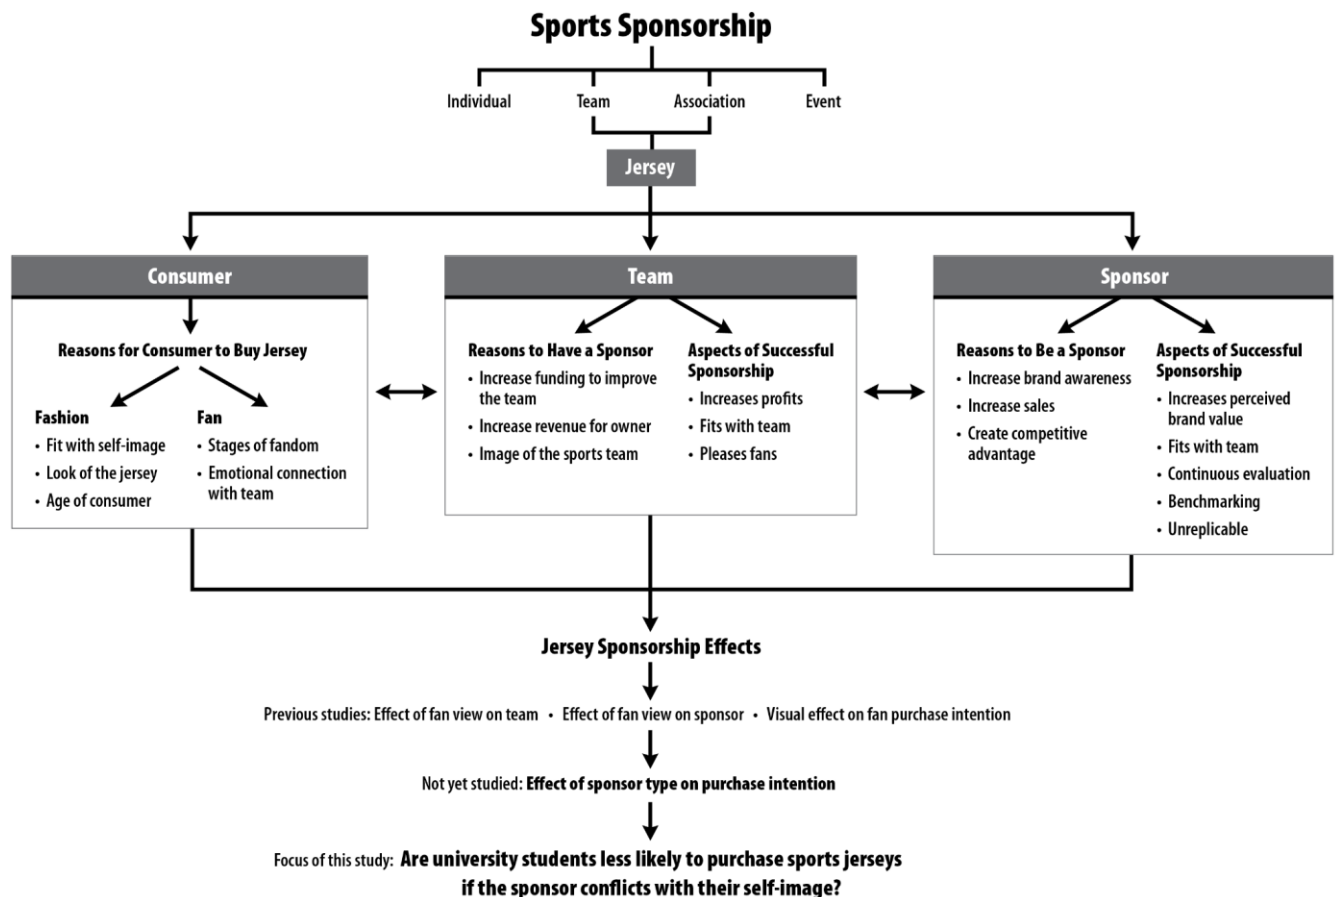 Sports Sponsorship
Individual
Team
Association
Event
Jersey
Consumer
Reasons for Consumer to Buy Jersey
Fashion
• Fit with self-image
• Look of the jersey
• Age of consumer
Fan
• Stages of fandom
• Emotional connection
with team
Team
Reasons to Have a Sponsor
• Increase funding to improve
the team
• Increase revenue for owner
• Image of the sports team
Aspects of Successful
Sponsorship
• Increases profits
• Fits with team
• Pleases fans
Sponsor
Reasons to Be a Sponsor
• Increase brand awareness
• Increase sales
• Create competitive
advantage
Aspects of Successful
Sponsorship
• Increases perceived
brand value
• Fits with team
• Continuous evaluation
• Benchmarking
• Unreplicable
Jersey Sponsorship Effects
Previous studies: Effect of fan view on team • Effect of fan view on sponsor • Visual effect on fan purchase intention
Not yet studied: Effect of sponsor type on purchase intention
Focus of this study: Are university students less likely to purchase sports jerseys
if the sponsor conflicts with their self-image?